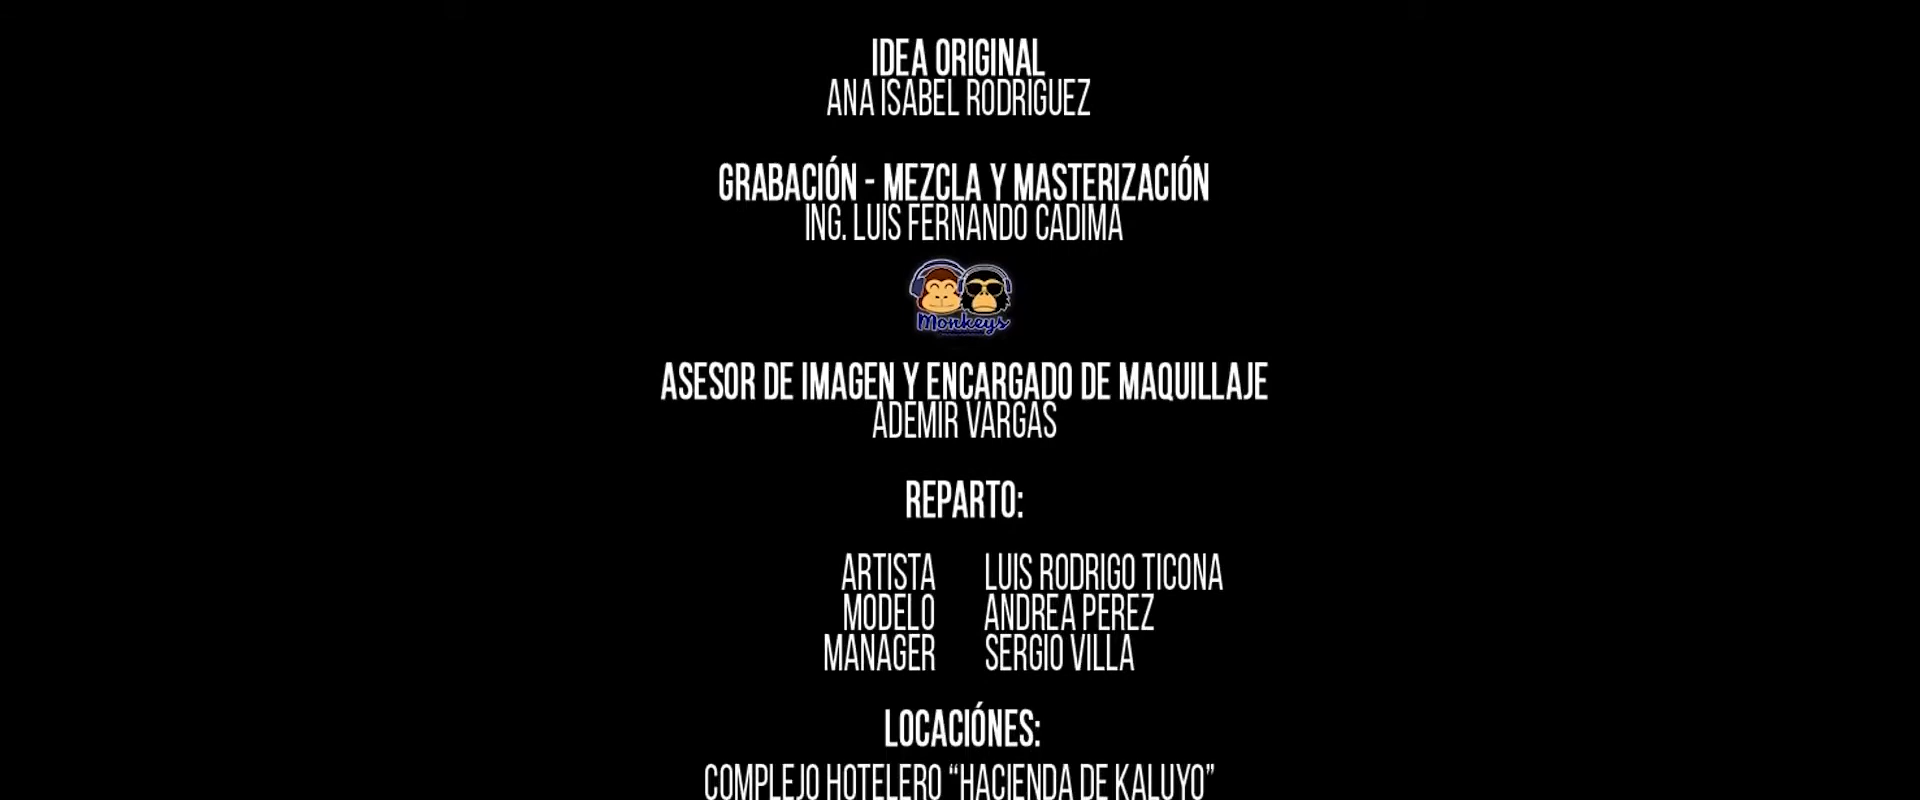 IDEA ORIGINAL
ANA ISABEL RODRIGUEZ
GRABACIÓN - MEZCLA Y MASTERIZACIÓN
ING. LUIS FERNANDO CADIMA
Monkeys
ASESOR DE IMAGEN Y ENCARGADO DE MAQUILLAJE
ADEMIR VARGAS
REPARTO:
ARTISTA LUIS RODRIGO TICONA
MODELO ANDREA PEREZ
MANAGER SERGIO VILLA
LOCACIÓNES:
COMPLEJO HOTELERO “HACIENDA DE KALUYO”